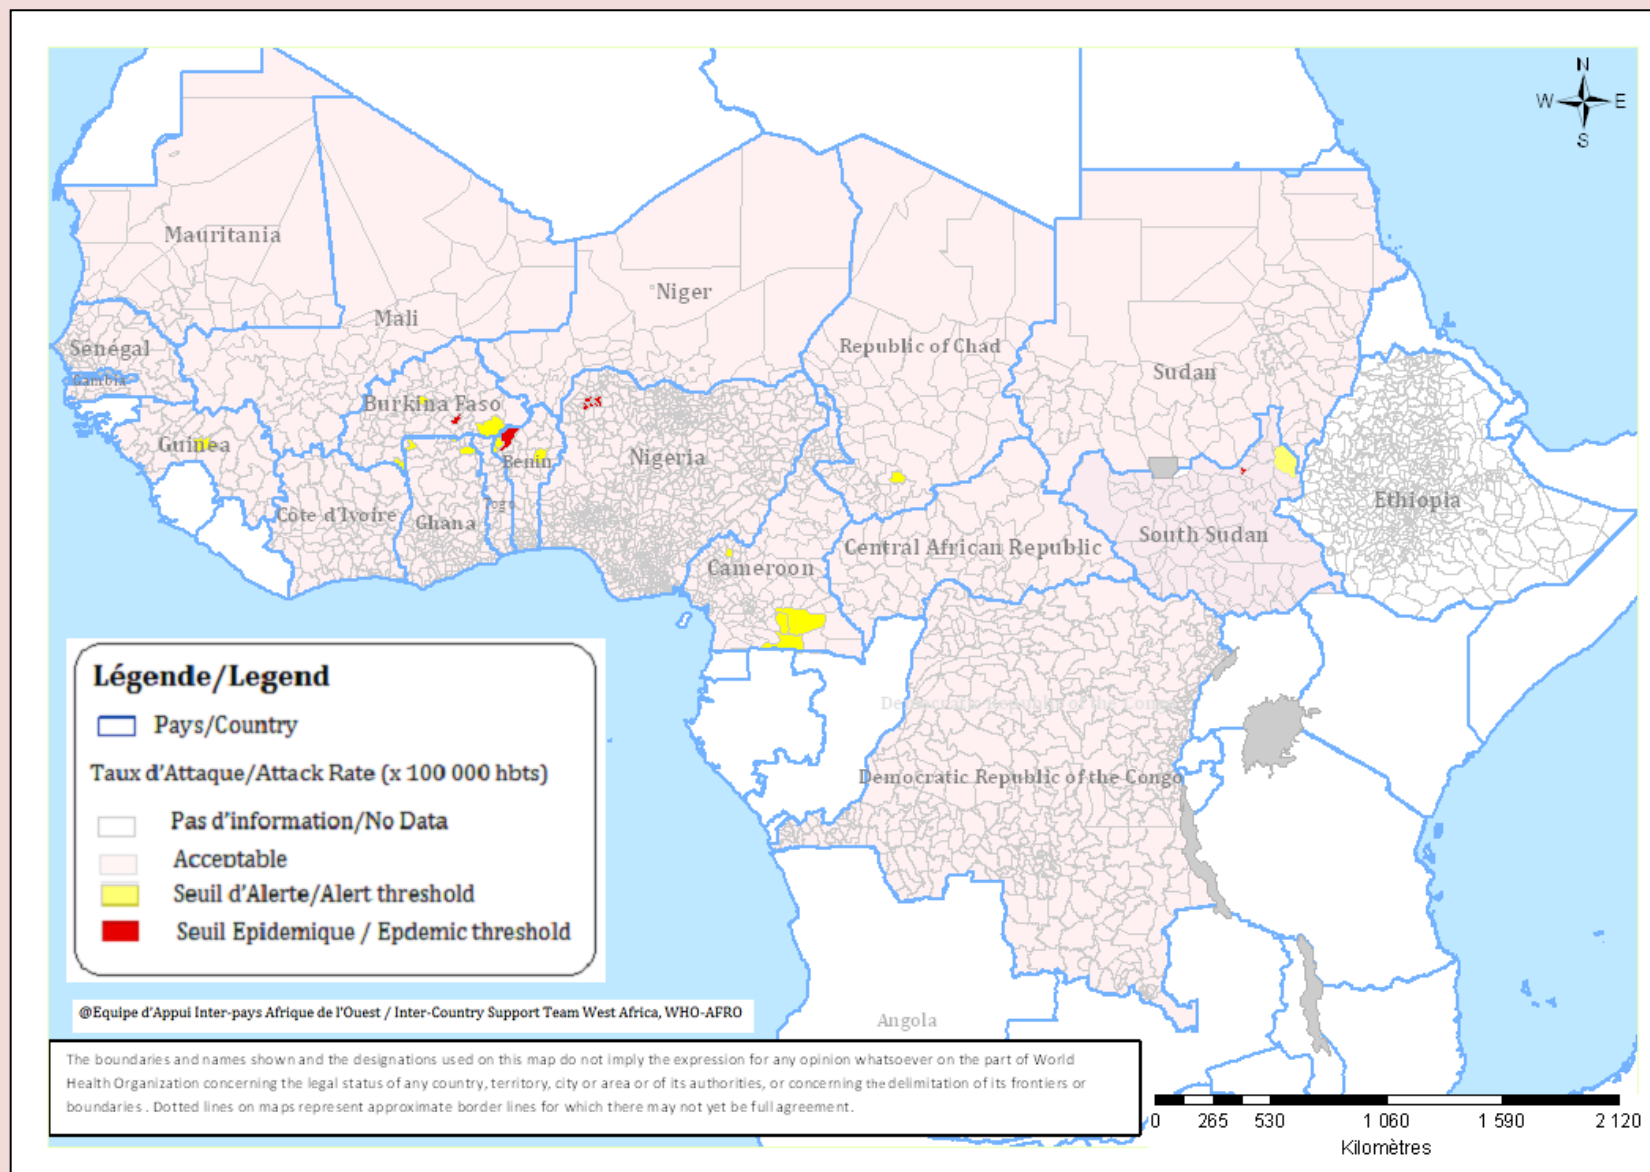 N
W E
S
Mauritania
Niger
Mali
Sénégal
Gambia
Republic of Chad
Sudan
Burkina Faso
Guinea
Benin
Nigeria
Togo
Côte d'Ivoire
Ghana
Ethiopia
South Sudan
Central African Republic
Cameroon
Democratic Republic of the Congo
Democratic Republic of the Congo
Angola
Légende/Legend
Pays/Country
Taux d'Attaque/Attack Rate (x 100 000 hbts)
Pas d'information/No Data
Acceptable
Seuil d'Alerte/Alert threshold
Seuil Epidemique / Epdemic threshold
@Equipe d'Appui Inter-pays Afrique de l'Ouest / Inter-Country Support Team West Africa, WHO-AFRO
The boundaries and names shown and the designations used on this map do not imply the expression for any opinion whatsoever on the part of World
Health Organization concerning the legal status of any country, territory, city or area or of its authorities, or concerning the delimitation of its frontiers or
boundaries . Dotted lines on maps represent approximate border lines for which there may not yet be full agreement.
0 265 530 1 060 1 590 2 120
Kilomètres